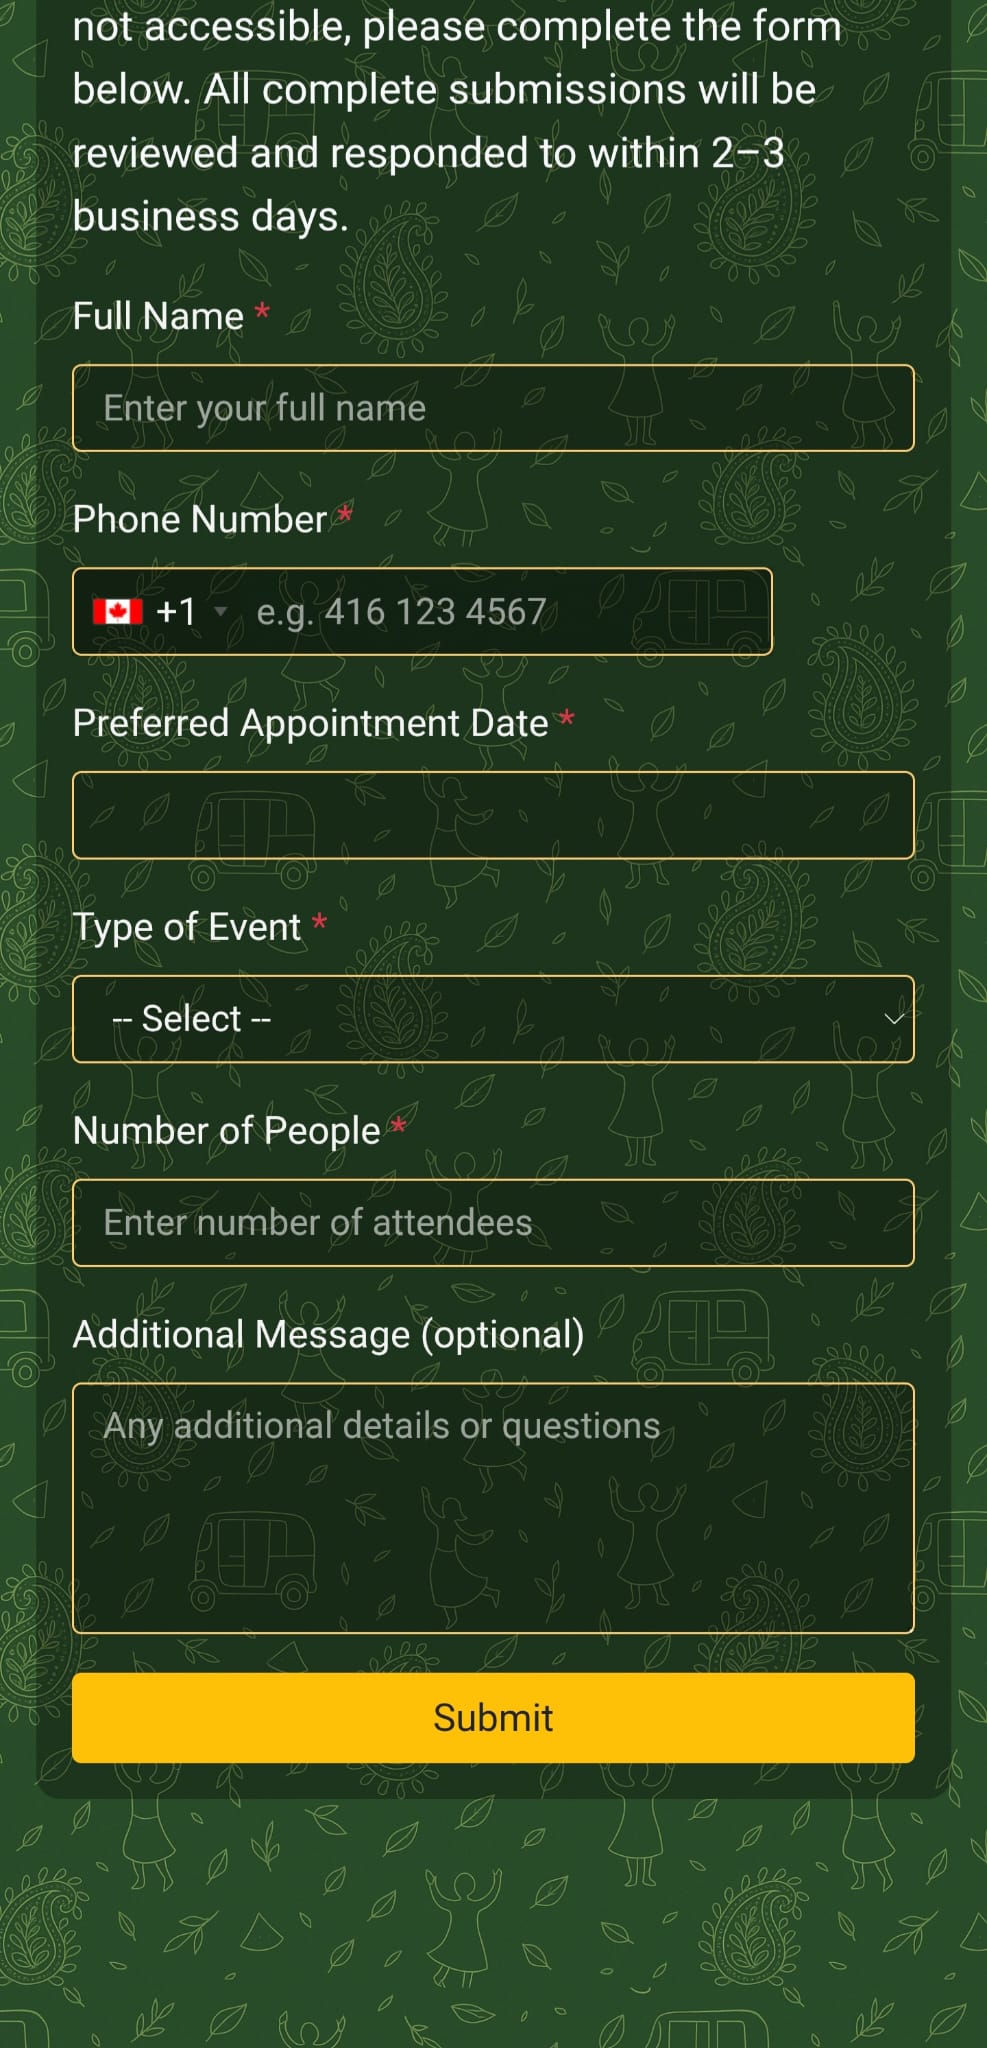 not accessible, please complete the form
below. All complete submissions will be
reviewed and responded to within 2–3
business days.
Full Name *
Enter your full name
Phone Number *
+1 e.g. 416 123 4567
Preferred Appointment Date *
Type of Event *
-- Select --
Number of People *
Enter number of attendees
Additional Message (optional)
Any additional details or questions
Submit